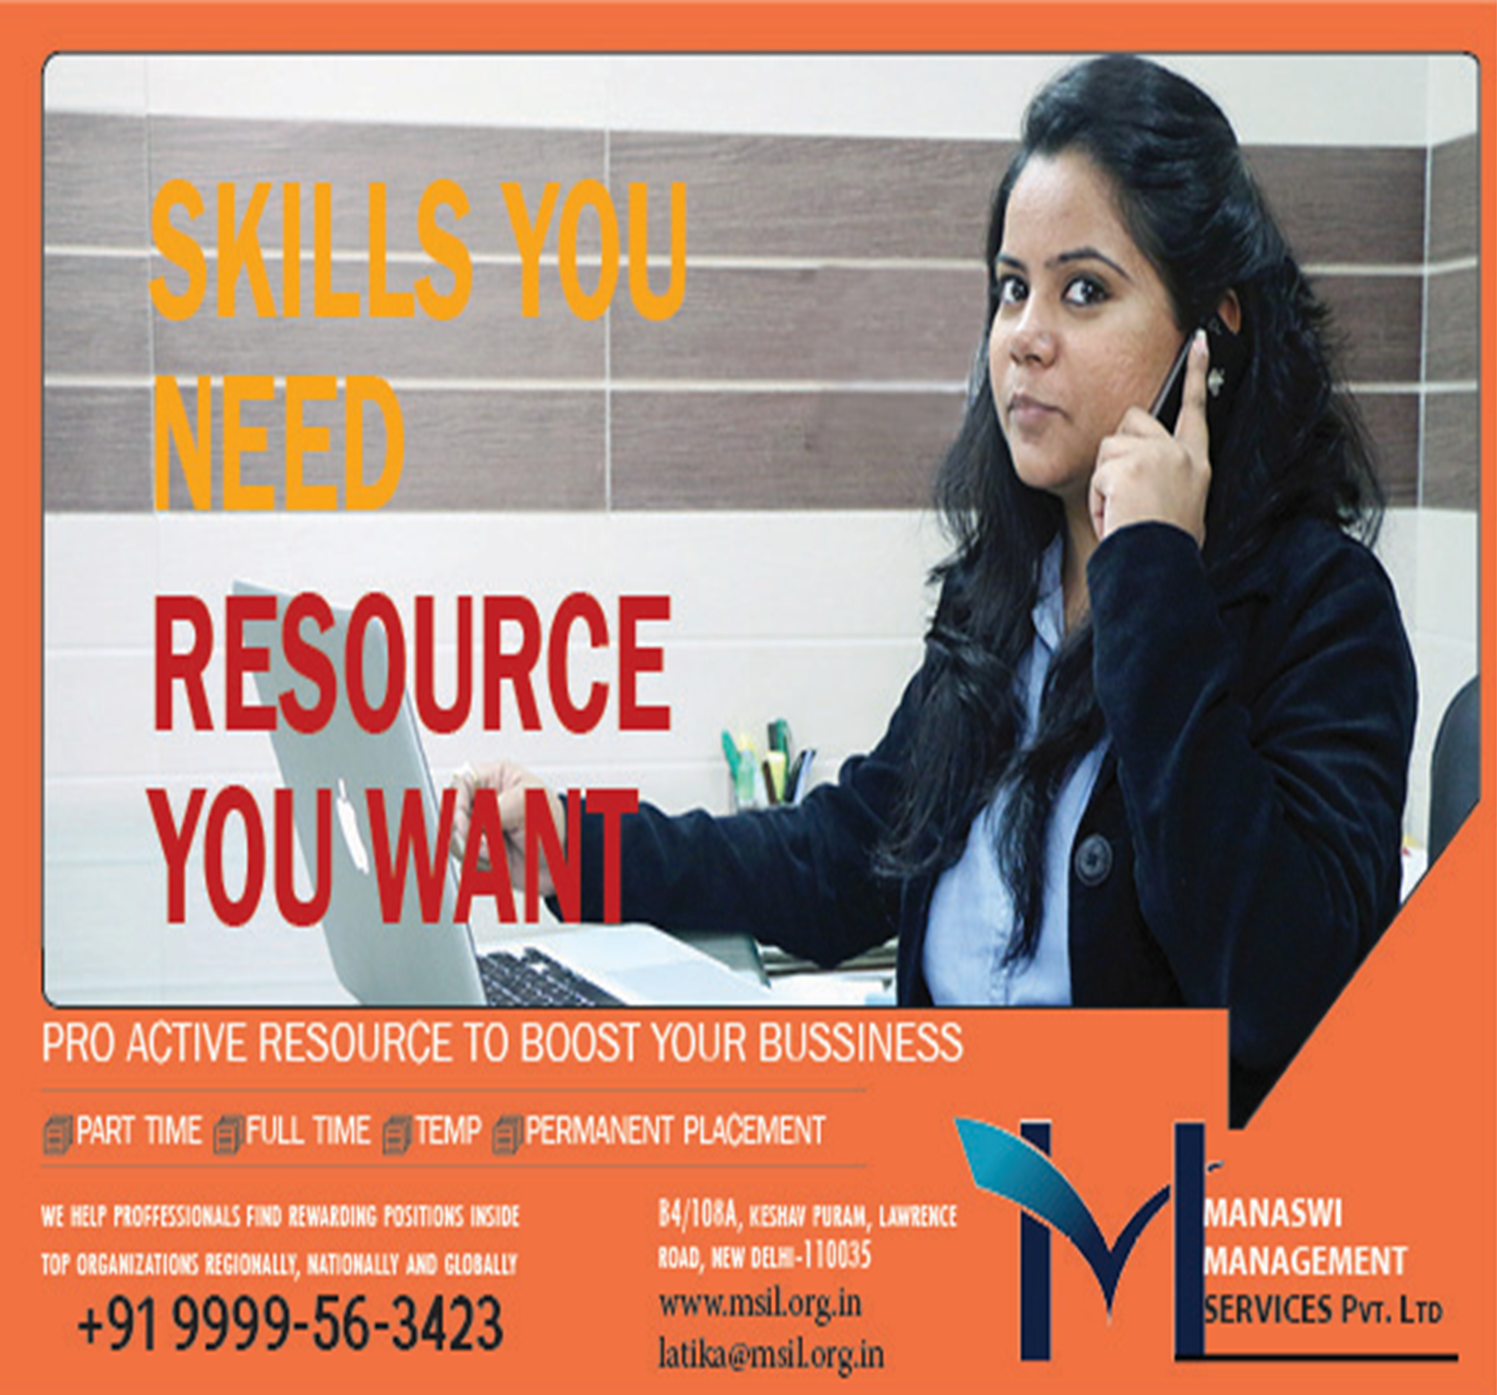 SKILLS YOU
NEED
RESOURCE
YOU WANT
PRO ACTIVE RESOURCE TO BOOST YOUR BUSSINESS
PART TIME FULL TIME TEMP PERMANENT PLACEMENT
WE HELP PROFFESSIONALS FIND REWARDING POSITIONS INSIDE
TOP ORGANIZATIONS REGIONALLY, NATIONALLY AND GLOBALLY
+91 9999-56-3423
B4/108A, KESHAV PURAM, LAWRENCE
ROAD, NEW DELHI-110035
www.msil.org.in
latika@msil.org.in
M
MANASWI
MANAGEMENT
SERVICES PVT. LTD